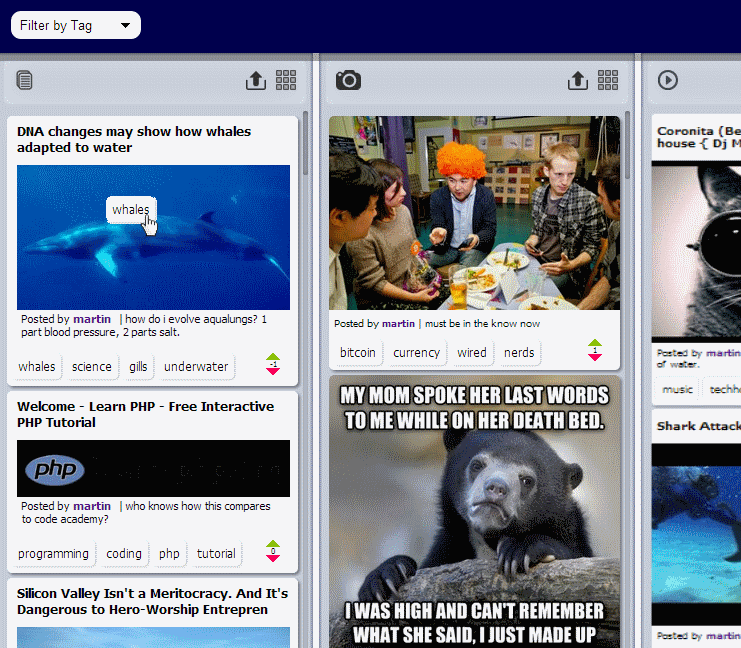 Filter by Tag
DNA changes may show how whales
adapted to water
whales
Posted by martin | how do i evolve aqualungs? 1
part blood pressure, 2 parts salt.
whales science gills underwater
-1
Welcome - Learn PHP - Free Interactive
PHP Tutorial
php
Posted by martin | who knows how this compares
to code academy?
programming coding php tutorial
0
Silicon Valley Isn't a Meritocracy. And It's
Dangerous to Hero-Worship Entrepren
Posted by martin | must be in the know now
bitcoin currency wired nerds
1
MY MOM SPOKE HER LAST WORDS
TO ME WHILE ON HER DEATH BED.
I WAS HIGH AND CAN'T REMEMBER
WHAT SHE SAID, I JUST MADE UP
Coronita (Be
house -{ Dj M
Posted by martin
of water.
music techh
Shark Attack
Posted by martin